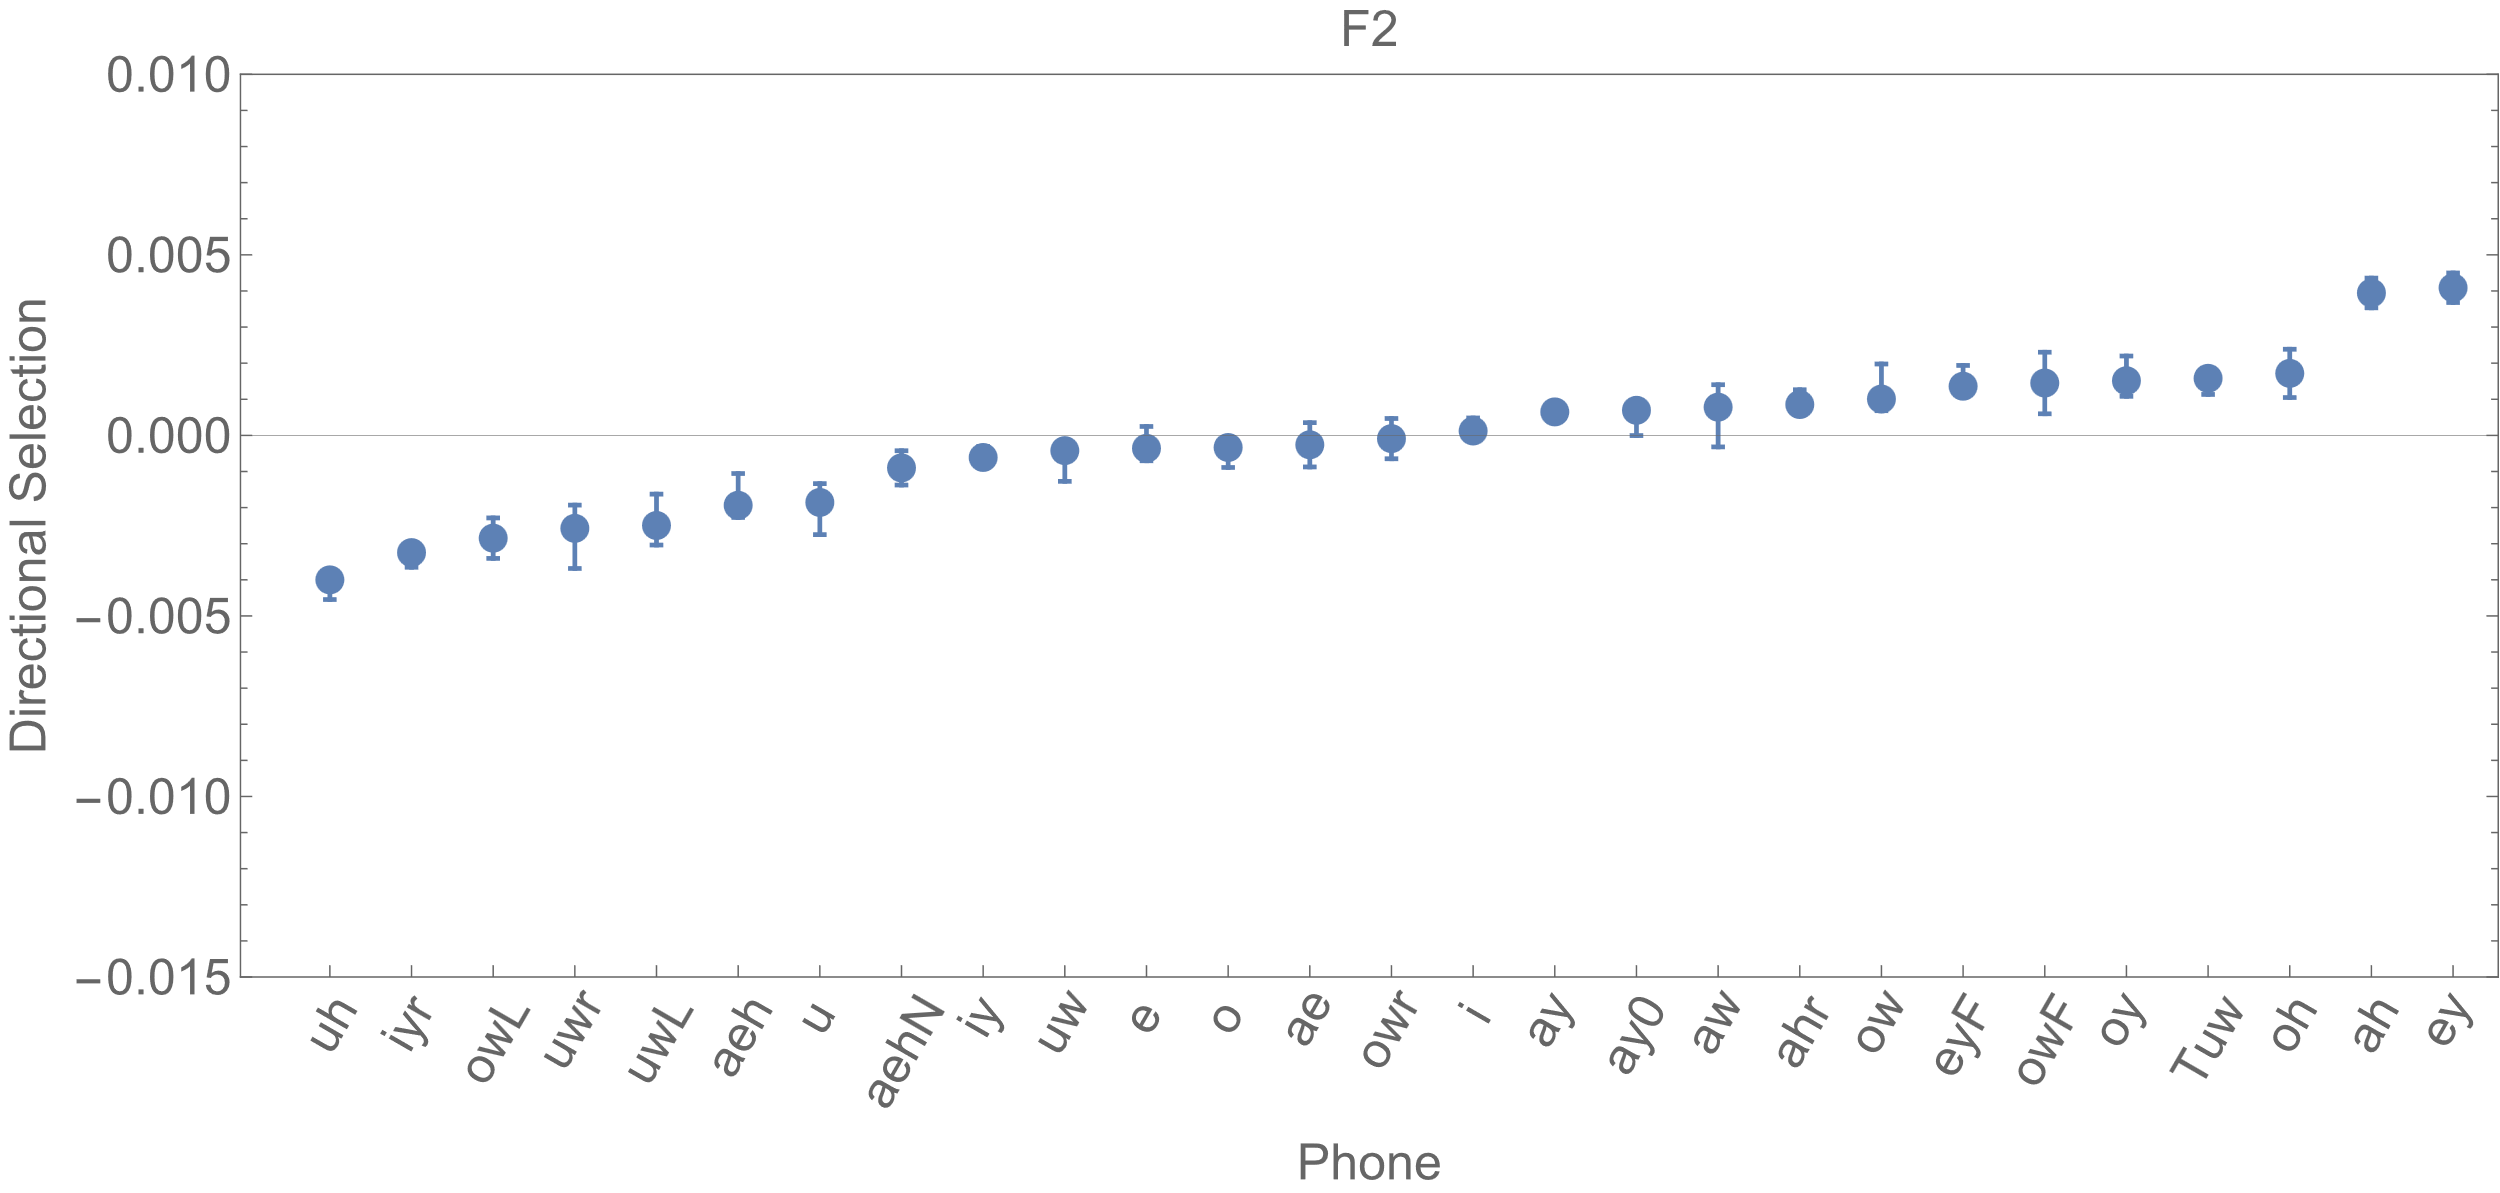 F2
0.010
0.005
0.000
−0.005
−0.010
−0.015
Directional Selection
uh iyr owL uwr uwL aeh u aehN iy uw e o ae owr i ay ay0 aw ahr ow eyF owF oy Tuw oh ah ey
Phone